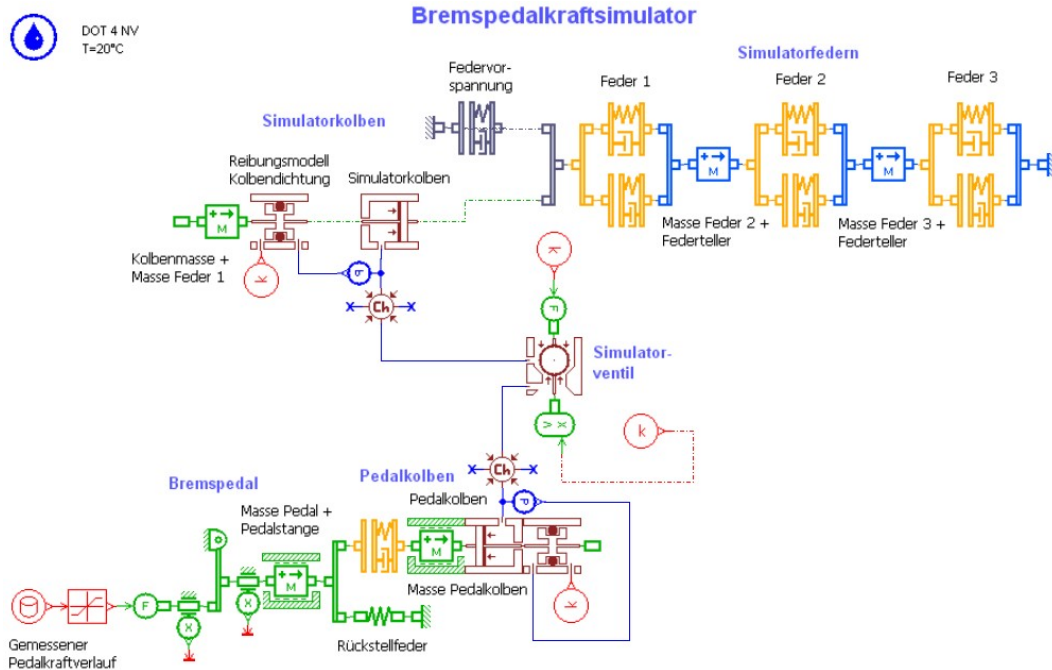 Bremspedalkraftsimulator
DOT 4 NV
T=20°C
Simulatorfedern
Federvor-
spannung
Feder 1
Feder 2
Feder 3
Simulatorkolben
Reibungsmodell
Kolbendichtung
Simulatorkolben
M
M
M
Masse Feder 2 +
Federteller
Masse Feder 3 +
Federteller
Kolbenmasse +
Masse Feder 1
k
k
P
X
Ch
X
F
Simulator-
ventil
V X
k
X
Ch
X
Bremspedal
Pedalkolben
Pedalkolben
P
Masse Pedal +
Pedalstange
M
M
Masse Pedalkolben
k
F
X
X
Rückstellfeder
Gemessener
Pedalkraftverlauf